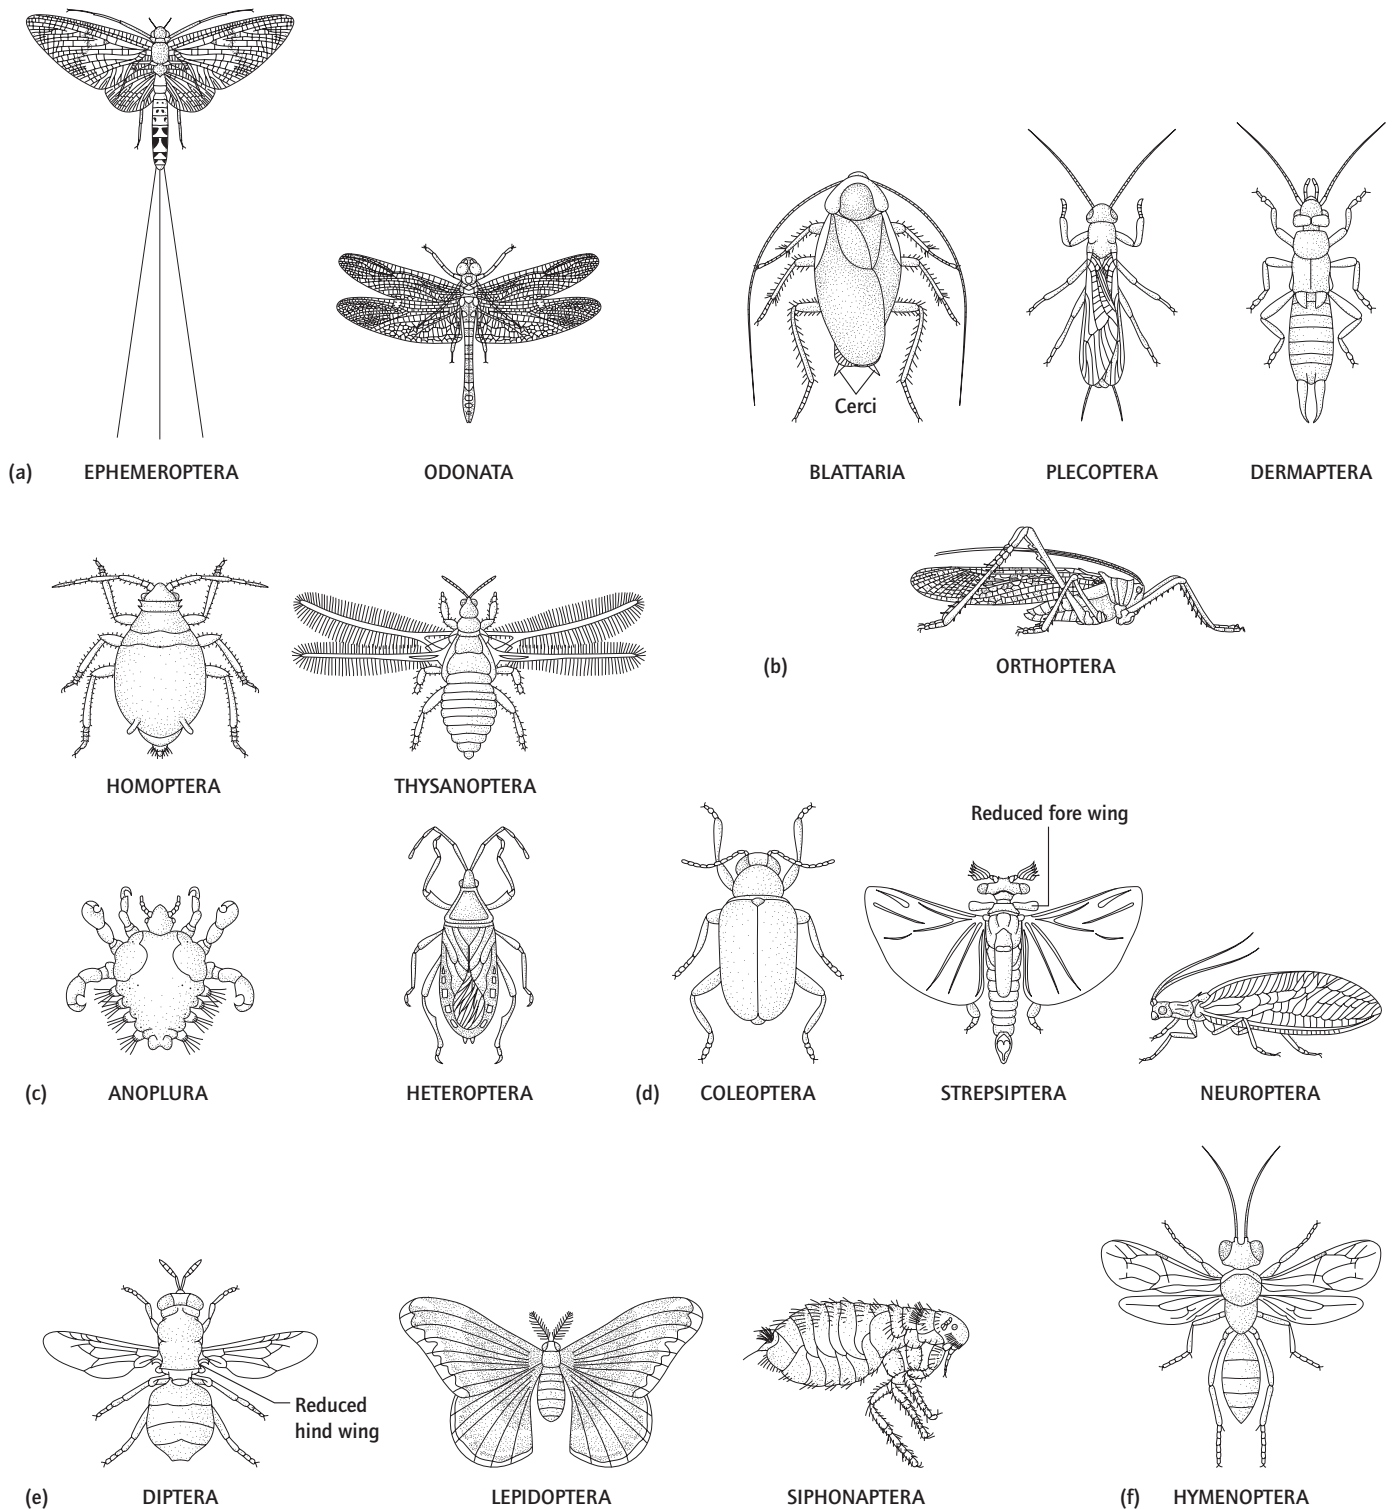 Cerci
(a) EPHEMEROPTERA ODONATA BLATTARIA PLECOPTERA DERMAPTERA
(b) ORTHOPTERA
HOMOPTERA THYSANOPTERA
Reduced fore wing
(c) ANOPLURA HETEROPTERA (d) COLEOPTERA STREPSIPTERA NEUROPTERA
Reduced
hind wing
(e) DIPTERA LEPIDOPTERA SIPHONAPTERA (f) HYMENOPTERA